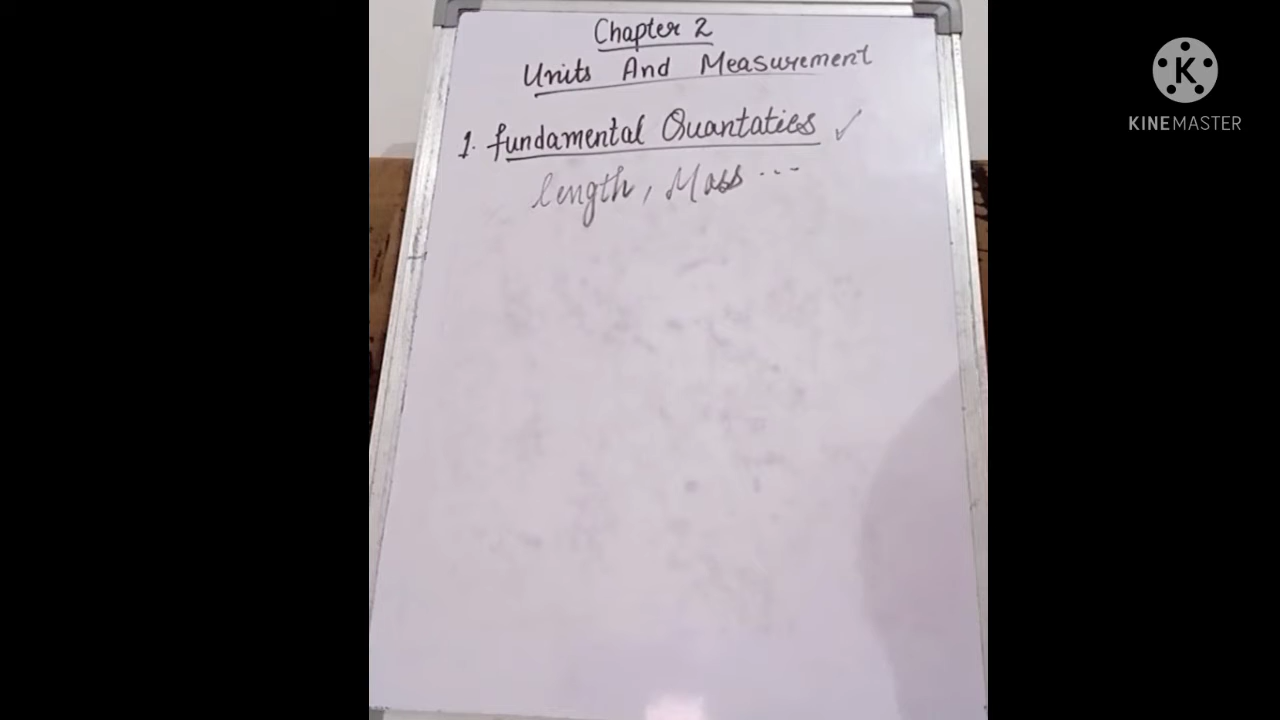 Chapter 2
Units And Measurement
1. fundamental Quantaties ✓
length, Mass ...
K
KINEMASTER